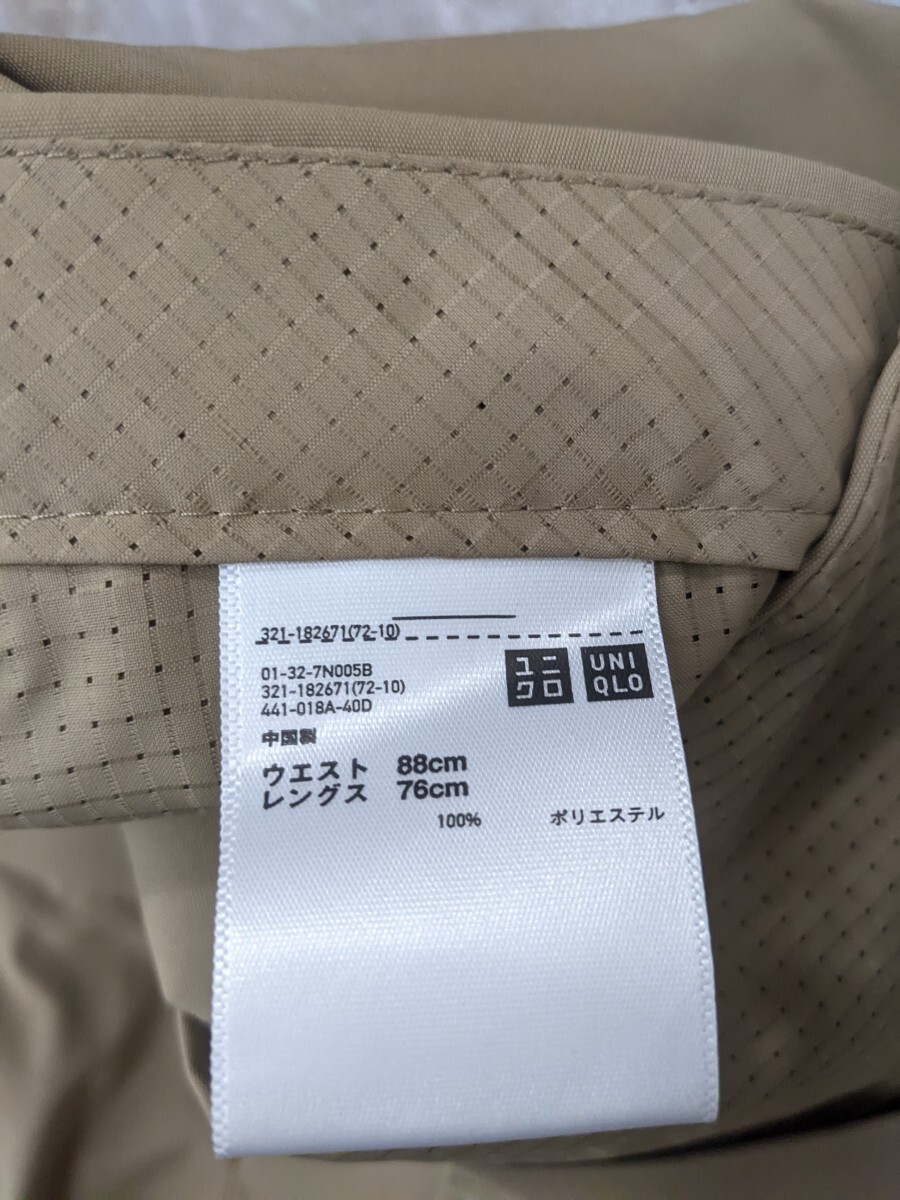 321-182671(72-10)
ユニ
クロ
UNI
QLO
01-32-7N005B
321-182671(72-10)
441-018A-40D
中国製
ウエスト 88cm
レングス 76cm
100% ポリエステル